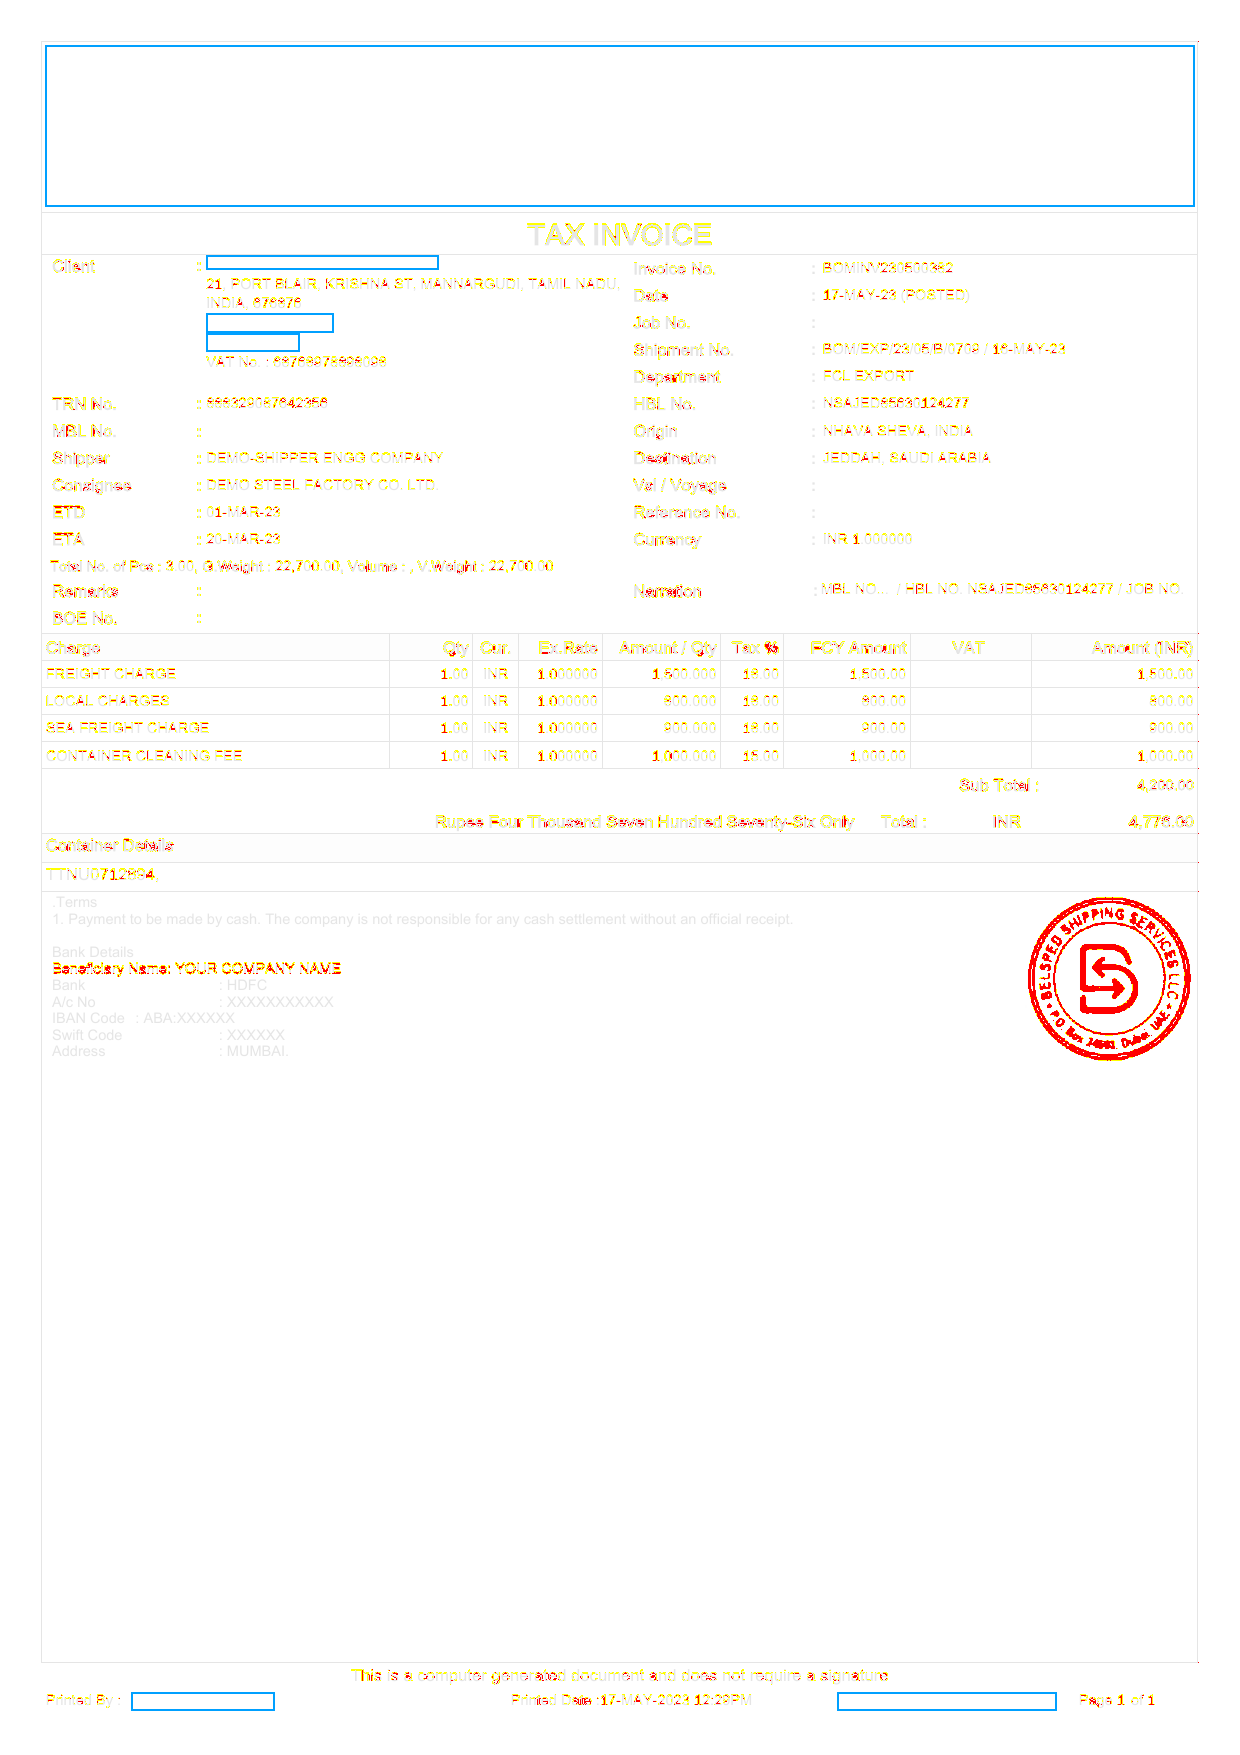 TAX INVOICE
Client :
21, PORT BLAIR, KRISHNA ST, MANNARGUDI, TAMIL NADU,
INDIA,
VAT No. :
Invoice No. : BOMINV230500382
Date : 17-MAY-23 (POSTED)
Job No. :
Shipment No. : BOM/EXP/23/05/B/0709 / 16-MAY-23
Department : FCL EXPORT
TRN No. :
HBL No. :
MBL No. :
Origin : NHAVA SHEVA, INDIA
Shipper : DEMO-SHIPPER ENGG COMPANY
Destination : JEDDAH, SAUDI ARABIA
Consignee : DEMO STEEL FACTORY CO. LTD.
Vsl / Voyage :
ETD : 01-MAR-23
Reference No. :
ETA : 20-MAR-23
Currency : INR 1.000000
Total No. of Pcs : 3.00, G.Weight : 22,700.00, Volume : , V.Weight : 22,700.00
Remarks :
Narration : MBL NO... / HBL NO. / JOB NO.
BOE No. :
Charge Qty Cur. Ex.Rate Amount / Qty Tax % FCY Amount VAT Amount (INR)
FREIGHT CHARGE 1.00 INR 1.000000 1,500.000 18.00 1,500.00 1,500.00
LOCAL CHARGES 1.00 INR 1.000000 900.000 18.00 900.00 900.00
SEA FREIGHT CHARGE 1.00 INR 1.000000 800.000 18.00 800.00 800.00
CONTAINER CLEANING FEE 1.00 INR 1.000000 1,000.000 1,000.00 1,000.00
Sub Total : 4,200.00
Rupee Four Thousand Seven Hundred Seventy-Six Only Total : INR 4,776.00
Container Details
.Terms
1. Payment to be made by cash. The company is not responsible for any cash settlement without an official receipt.
Bank Details
Beneficiary Name: YOUR COMPANY NAME
Bank : HDFC
A/c No : XXXXXXXXXXX
IBAN Code : ABA:XXXXXX
Swift Code : XXXXXX
Address : MUMBAI.
BELSPED SHIPPING SERVICES LLC
P.O. Box Dubai. UAE
This is a computer generated document and does not require a signature
Printed By :
Printed Date :17-MAY-2023 12:29PM
Page 1 of 1